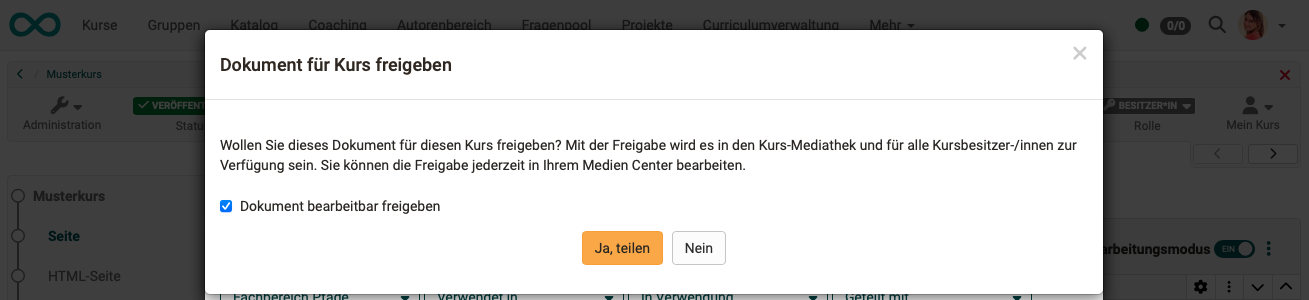 Kurse Gruppen Katalog Coaching Autorenbereich Fragenpool Projekte Curriculumverwaltung Mehr 0/0
Dokument für Kurs freigeben
/ Musterkurs
VERÖFFENT
BESITZER*IN
Administration
Status
Rolle
Mein Kurs
Wollen Sie dieses Dokument für diesen Kurs freigeben? Mit der Freigabe wird es in den Kurs-Mediathek und für alle Kursbesitzer-/innen zur
Verfügung sein. Sie können die Freigabe jederzeit in Ihrem Medien Center bearbeiten.
Musterkurs
Dokument bearbeitbar freigeben
Seite
Ja, teilen Nein
arbeitungsmodus EIN
HTML-Seite
Fachbereich Pfade Verwendet in In Verwendung Geteilt mit